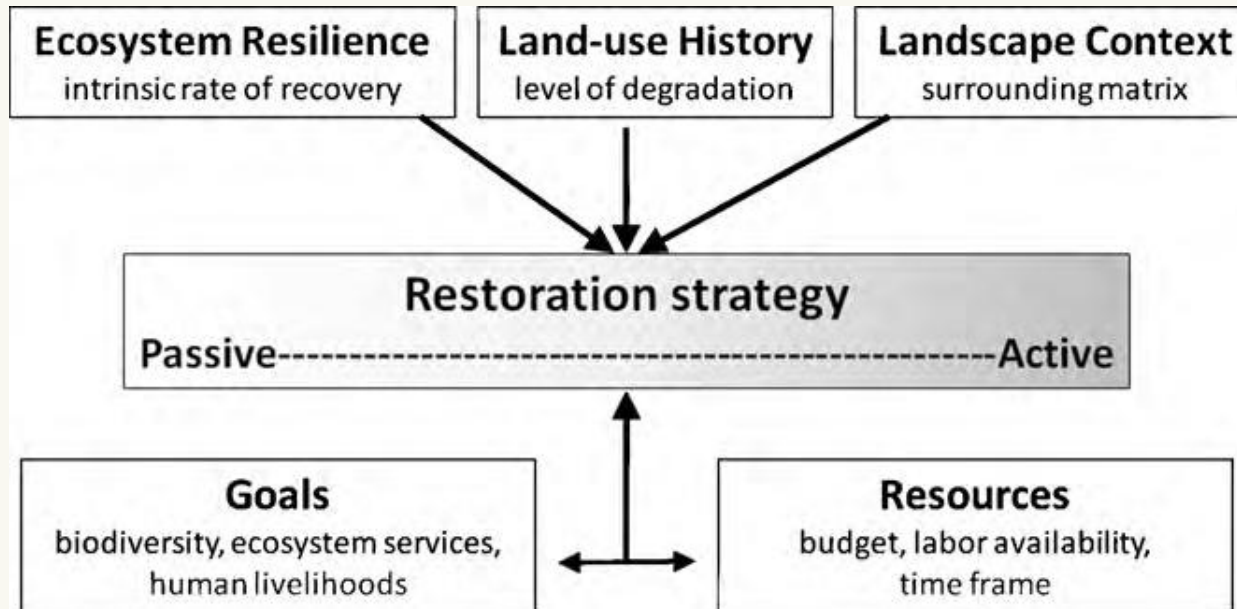 Ecosystem Resilience
intrinsic rate of recovery
Land-use History
level of degradation
Landscape Context
surrounding matrix
Restoration strategy
Passive--------------------------------------------------Active
Goals
biodiversity, ecosystem services,
human livelihoods
Resources
budget, labor availability,
time frame